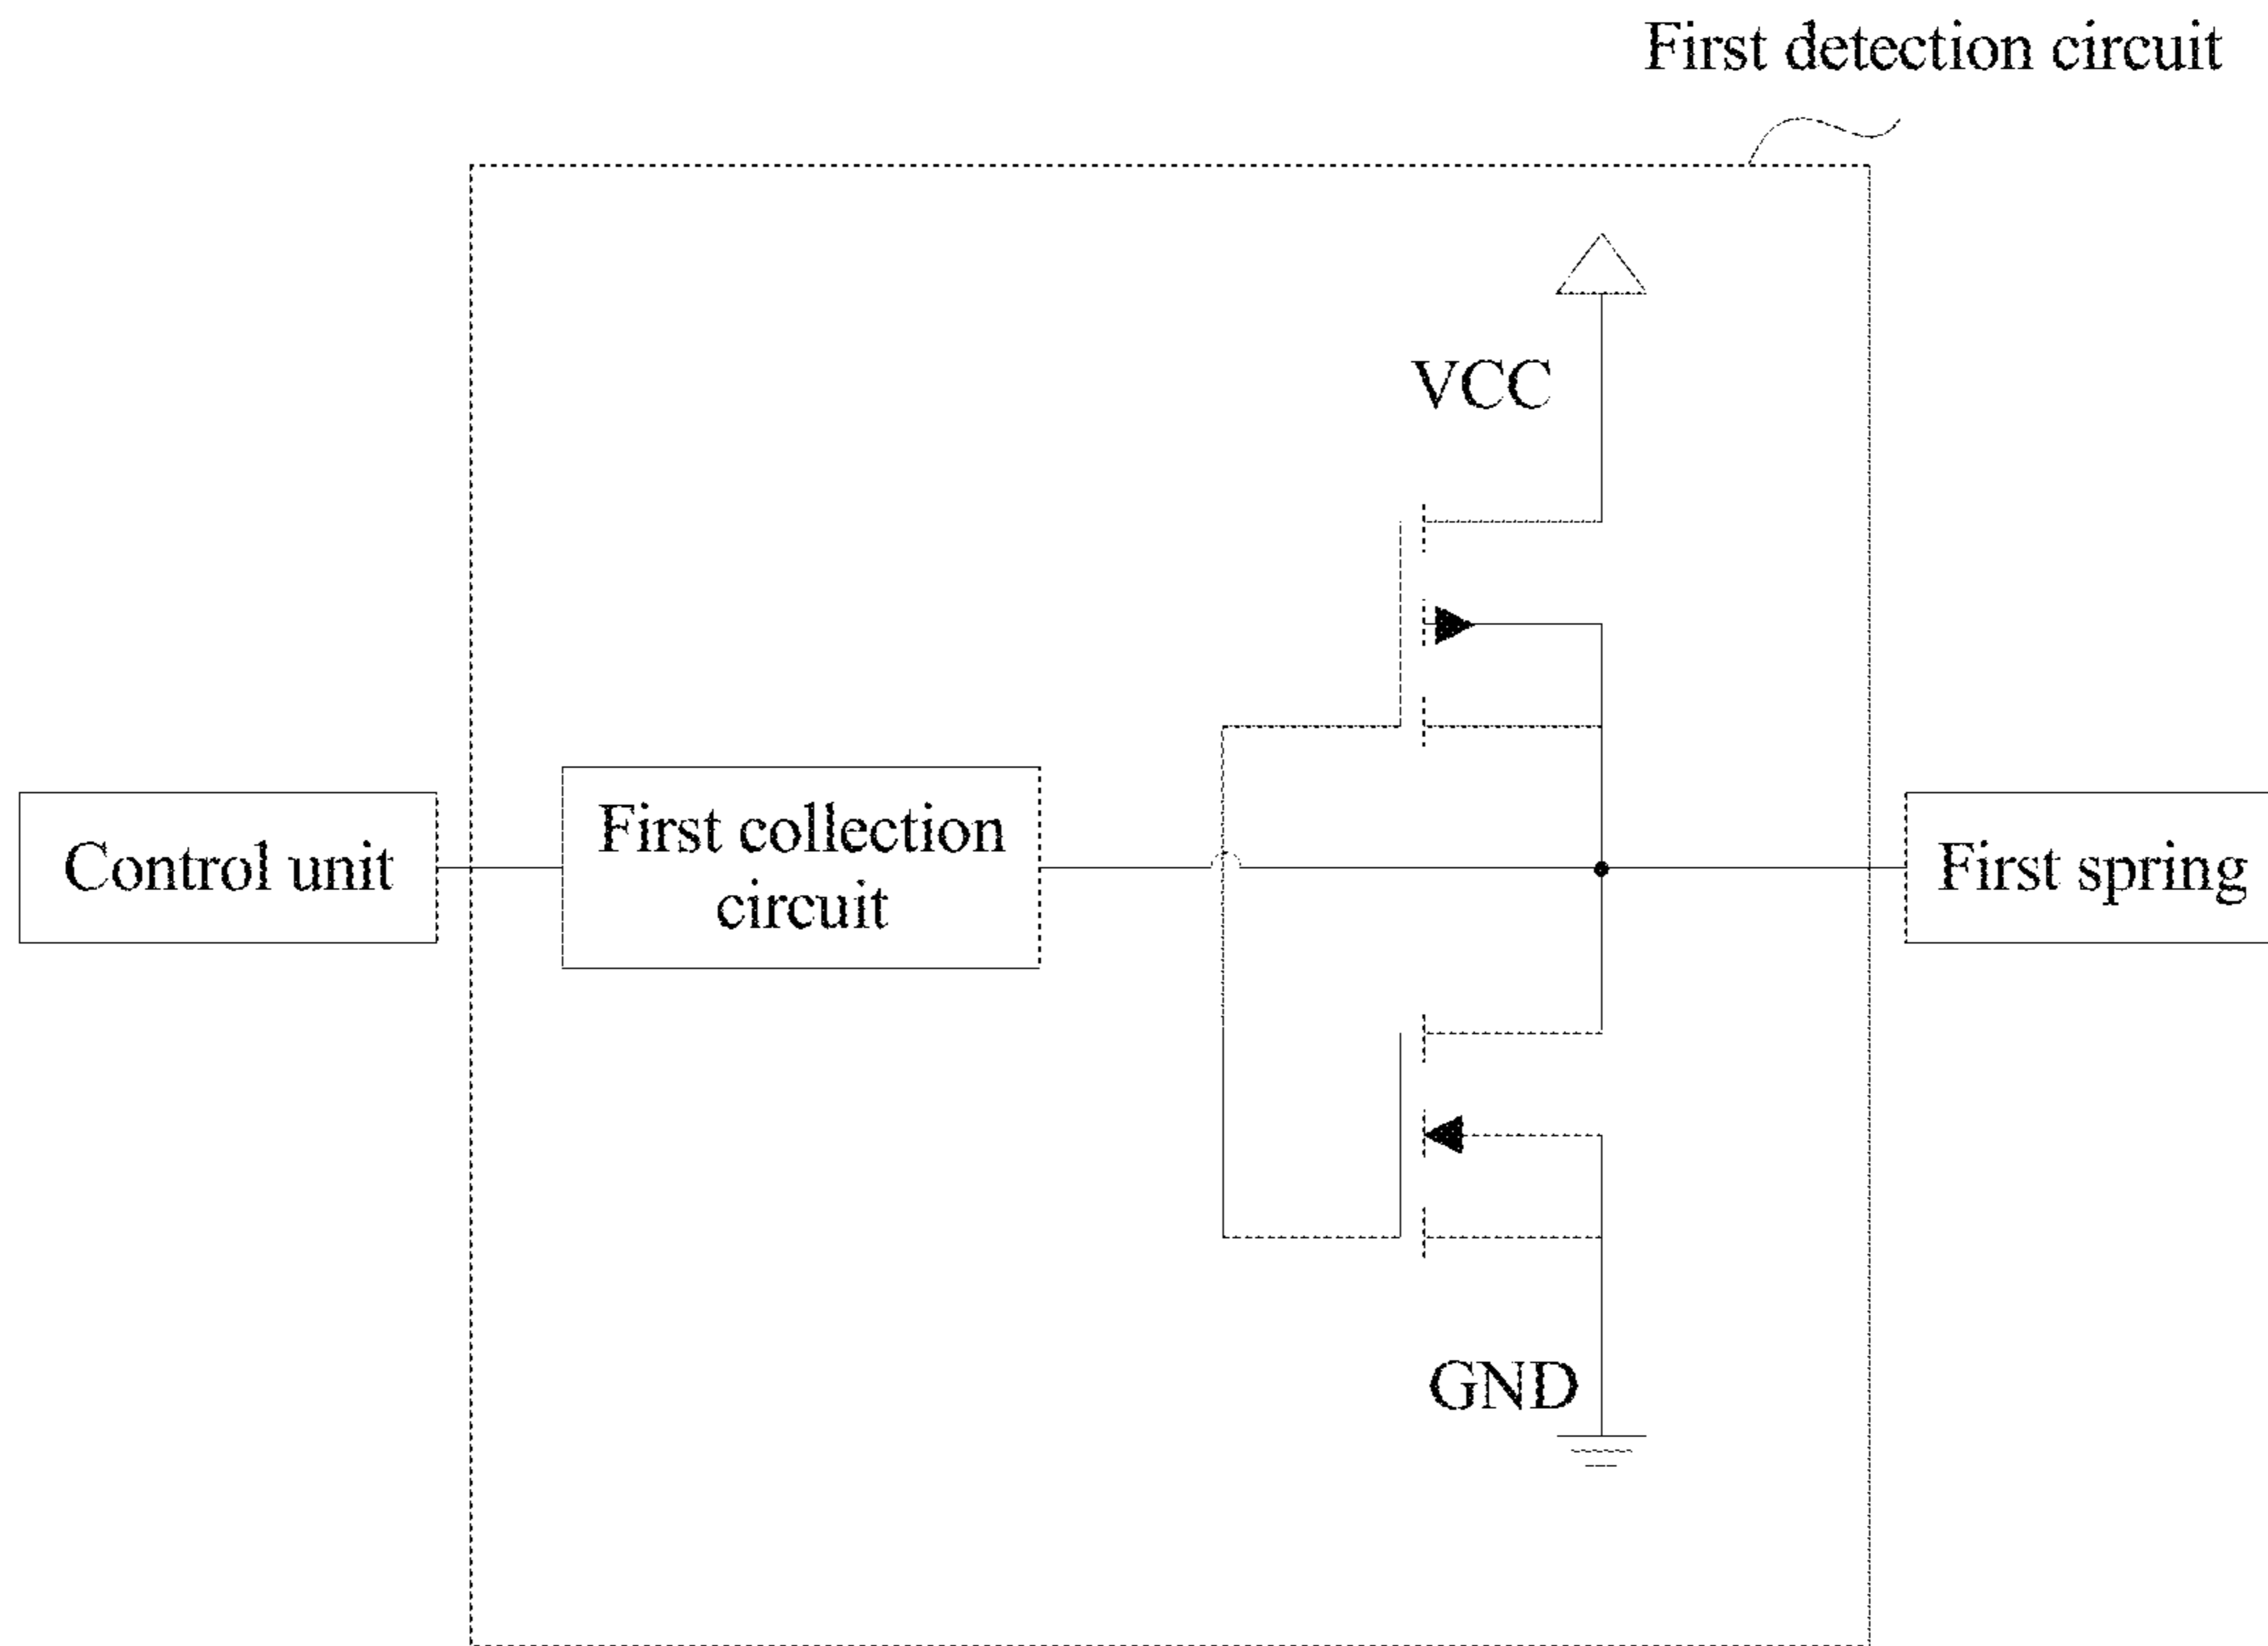 First detection circuit
VCC
First collection
circuit
Control unit
First spring
GND